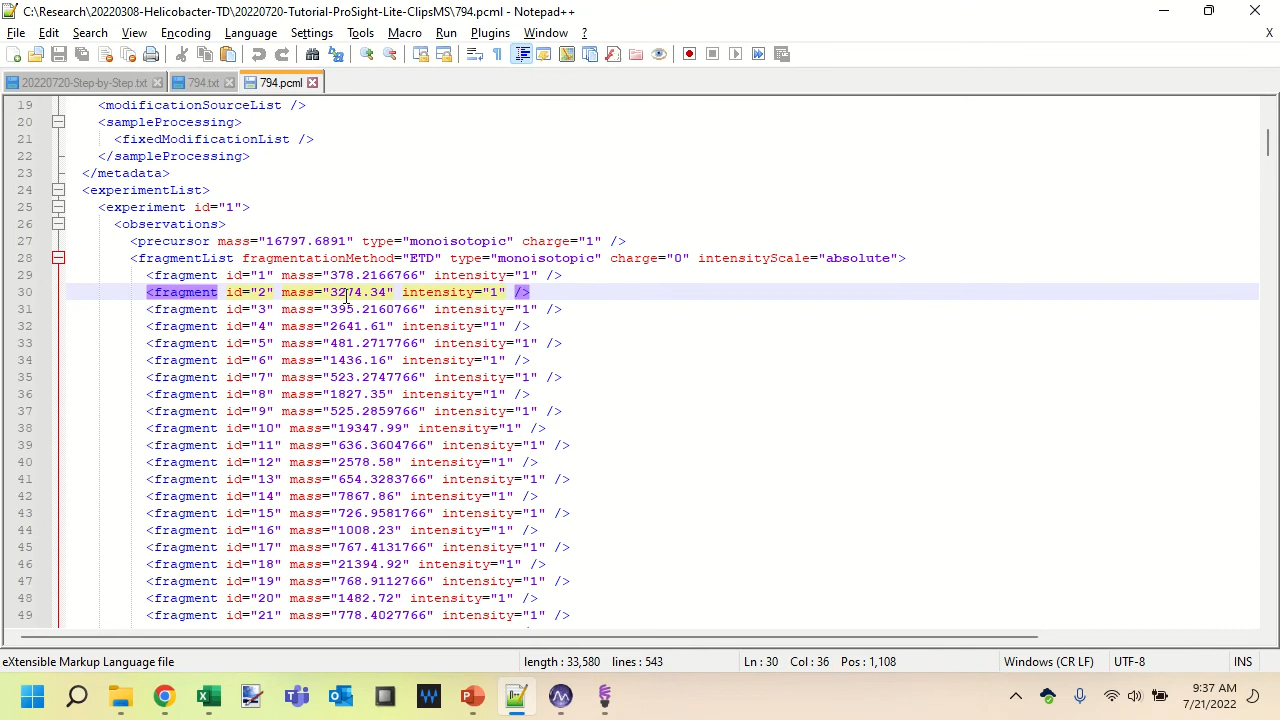 C:\Research\20220308-Helicobacter-TD\20220720-Tutorial-ProSight-Lite-ClipsMS\794.pcml - Notepad++
File Edit Search View Encoding Language Settings Tools Macro Run Plugins Window ? X
20220720-Step-by-Step.txt 794.txt 794.pcml
19 <modificationSourceList />
20 <sampleProcessing>
21 <fixedModificationList />
22 </sampleProcessing>
23 </metadata>
24 <experimentList>
25 <experiment id="1">
26 <observations>
27 <precursor mass="16797.6891" type="monoisotopic" charge="1" />
28 <fragmentList fragmentationMethod="ETD" type="monoisotopic" charge="0" intensityScale="absolute">
29 <fragment id="1" mass="378.2166766" intensity="1" />
30 <fragment id="2" mass="3274.34" intensity="1" />
31 <fragment id="3" mass="395.2160766" intensity="1" />
32 <fragment id="4" mass="2641.61" intensity="1" />
33 <fragment id="5" mass="481.2717766" intensity="1" />
34 <fragment id="6" mass="1436.16" intensity="1" />
35 <fragment id="7" mass="523.2747766" intensity="1" />
36 <fragment id="8" mass="1827.35" intensity="1" />
37 <fragment id="9" mass="525.2859766" intensity="1" />
38 <fragment id="10" mass="19347.99" intensity="1" />
39 <fragment id="11" mass="636.3604766" intensity="1" />
40 <fragment id="12" mass="2578.58" intensity="1" />
41 <fragment id="13" mass="654.3283766" intensity="1" />
42 <fragment id="14" mass="7867.86" intensity="1" />
43 <fragment id="15" mass="726.9581766" intensity="1" />
44 <fragment id="16" mass="1008.23" intensity="1" />
45 <fragment id="17" mass="767.4131766" intensity="1" />
46 <fragment id="18" mass="21394.92" intensity="1" />
47 <fragment id="19" mass="768.9112766" intensity="1" />
48 <fragment id="20" mass="1482.72" intensity="1" />
49 <fragment id="21" mass="778.4027766" intensity="1" />
eXtensible Markup Language file length : 33,580 lines : 543 Ln : 30 Col : 36 Pos : 1,108 Windows (CR LF) UTF-8 INS
9:37 AM
7/21/2022